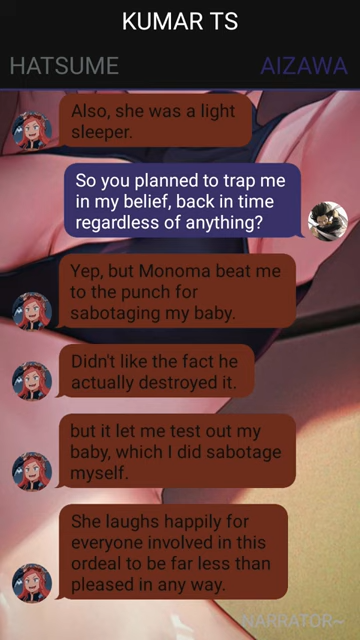 KUMAR TS
HATSUME
AIZAWA
Also, she was a light
sleeper.
So you planned to trap me
in my belief, back in time
regardless of anything?
Yep, but Monoma beat me
to the punch for
sabotaging my baby.
Didn't like the fact he
actually destroyed it.
but it let me test out my
baby, which I did sabotage
myself.
She laughs happily for
everyone involved in this
ordeal to be far less than
pleased in any way.
NARRATOR~